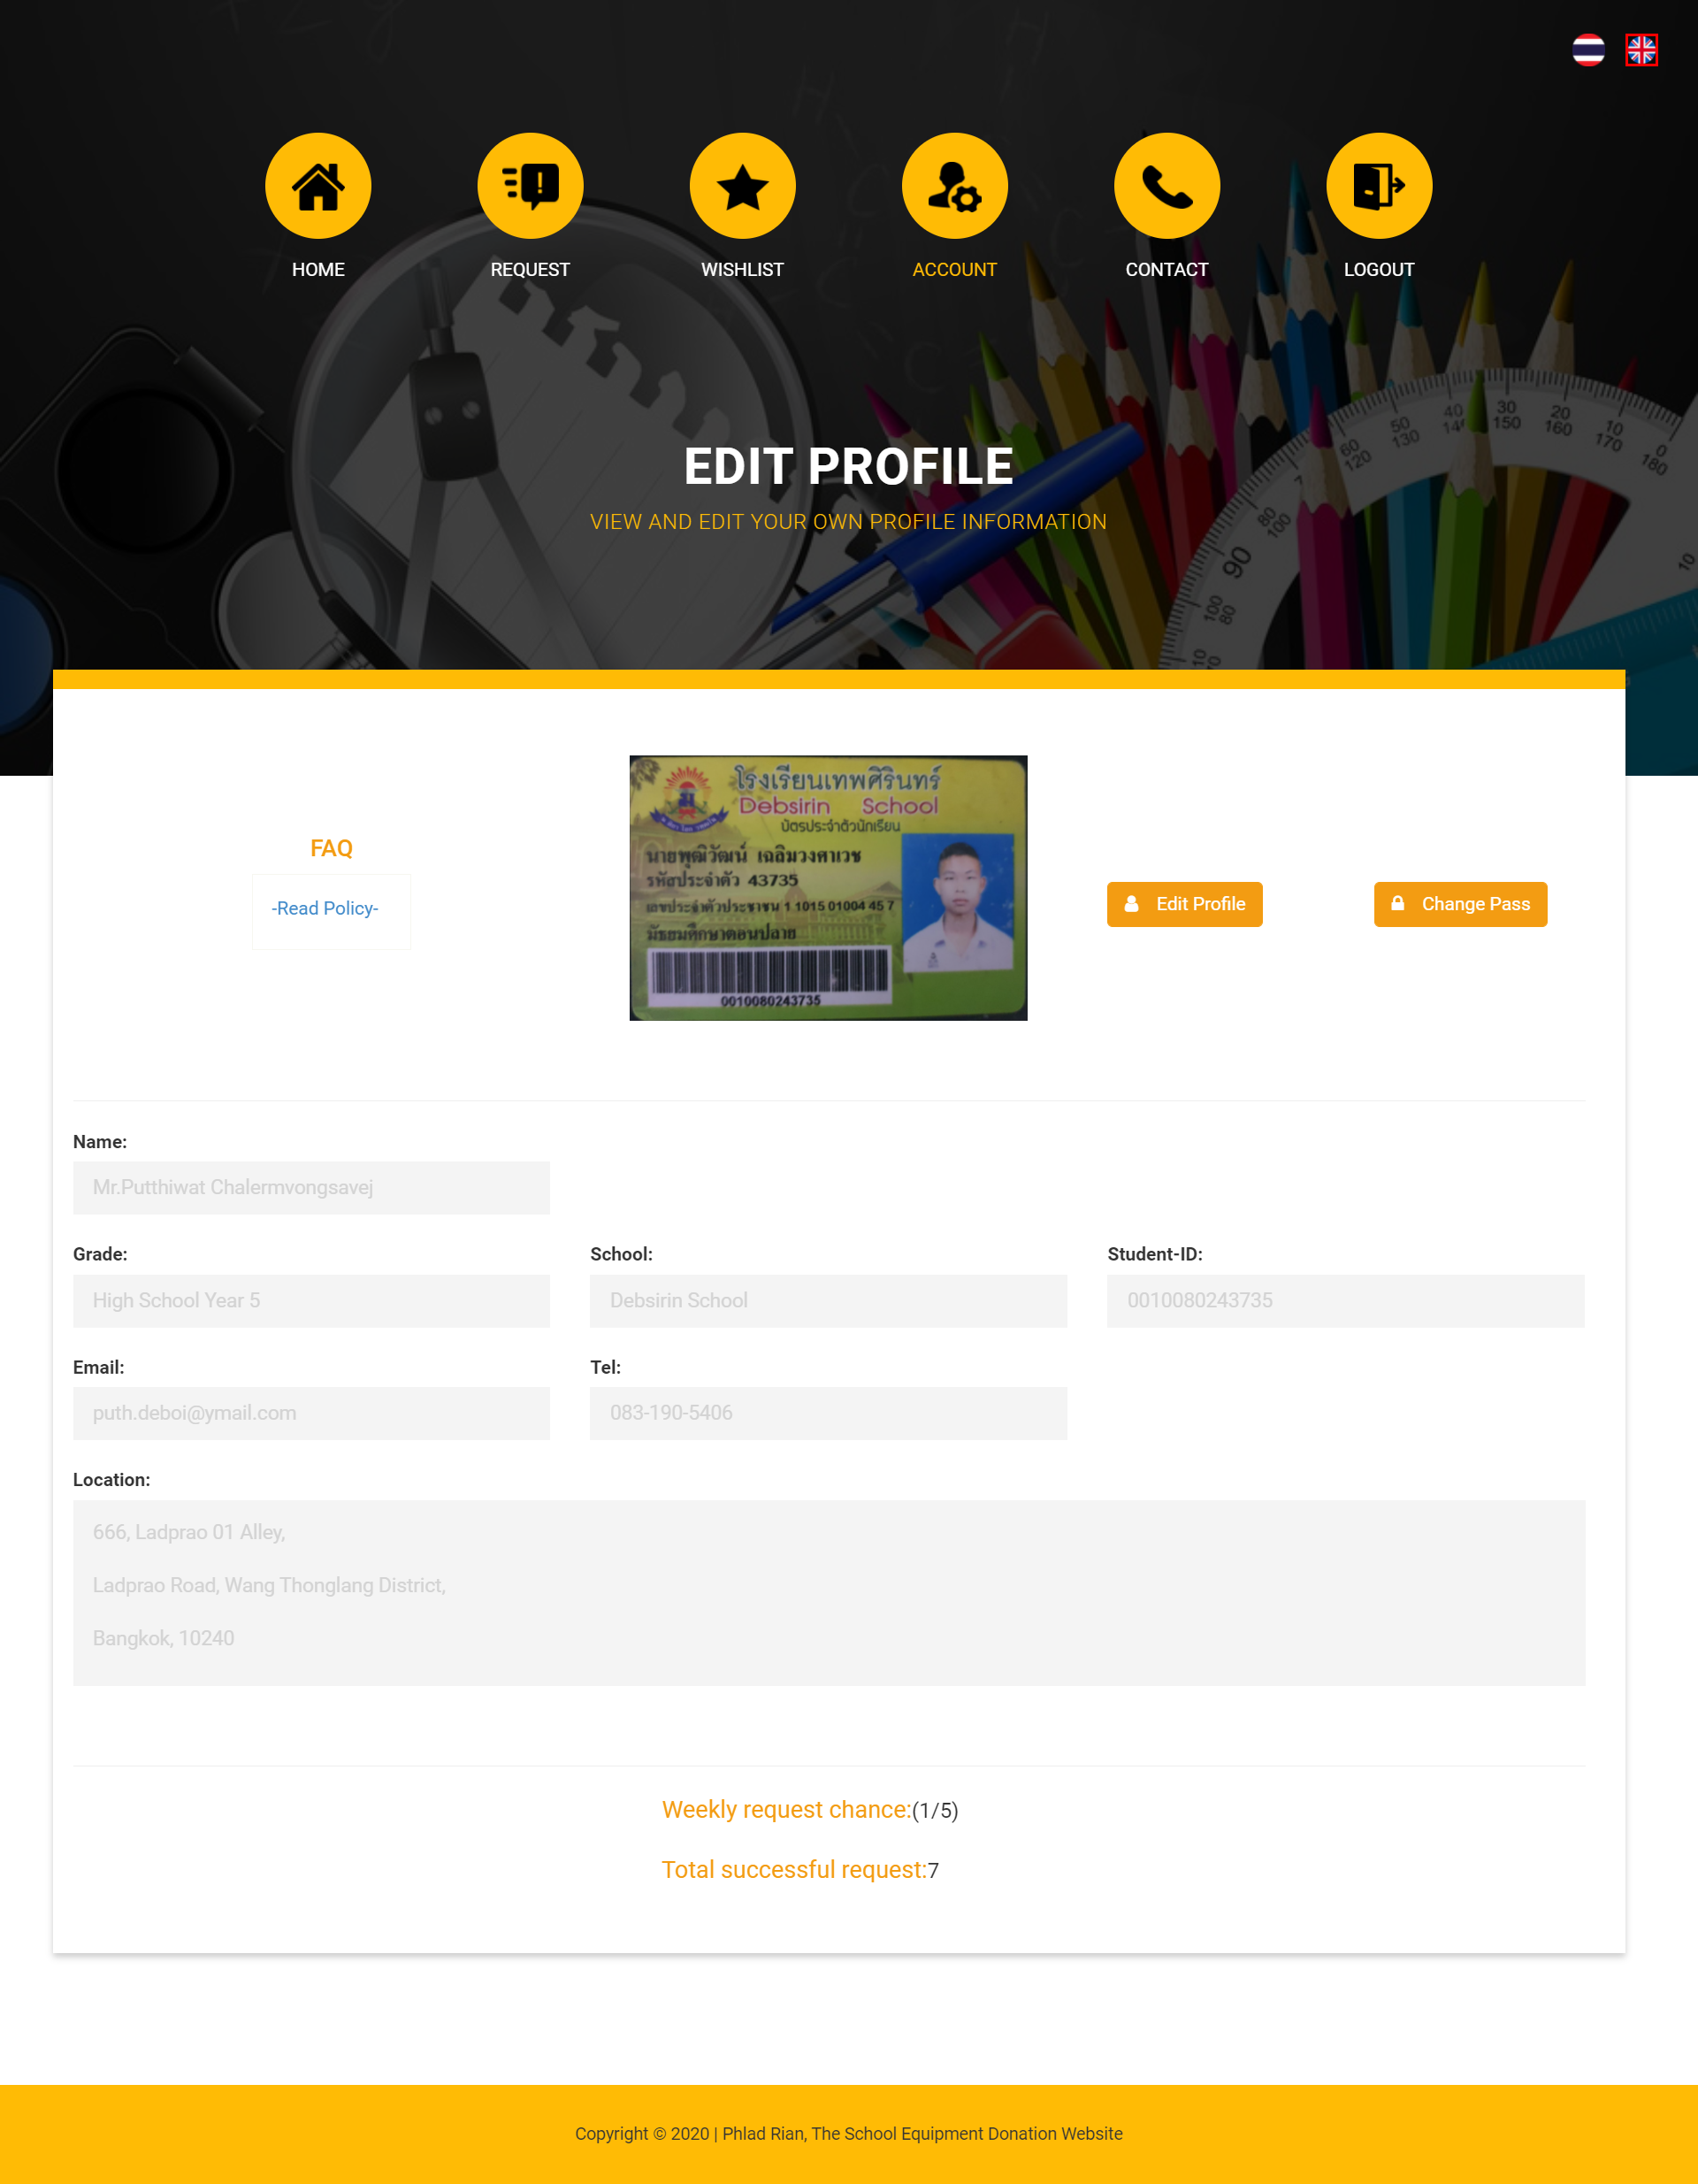 HOME REQUEST WISHLIST ACCOUNT CONTACT LOGOUT
EDIT PROFILE
VIEW AND EDIT YOUR OWN PROFILE INFORMATION
โรงเรียนเทพศิรินทร์
Debsirin School
บัตรประจำตัวนักเรียน
นายพุฒิวัฒน์ เฉลิมวงศาเวช
รหัสประจำตัว 43735
เลขประจำตัวประชาชน 1 1015 01004 45 7
มัธยมศึกษาตอนปลาย
0010080243735
FAQ
-Read Policy-
Edit Profile
Change Pass
Name:
Mr.Putthiwat Chalermvongsavej
Grade: School: Student-ID:
High School Year 5 Debsirin School 0010080243735
Email: Tel:
puth.deboi@ymail.com 083-190-5406
Location:
666, Ladprao 01 Alley,
Ladprao Road, Wang Thonglang District,
Bangkok, 10240
Weekly request chance:(1/5)
Total successful request:7
Copyright © 2020 | Phlad Rian, The School Equipment Donation Website